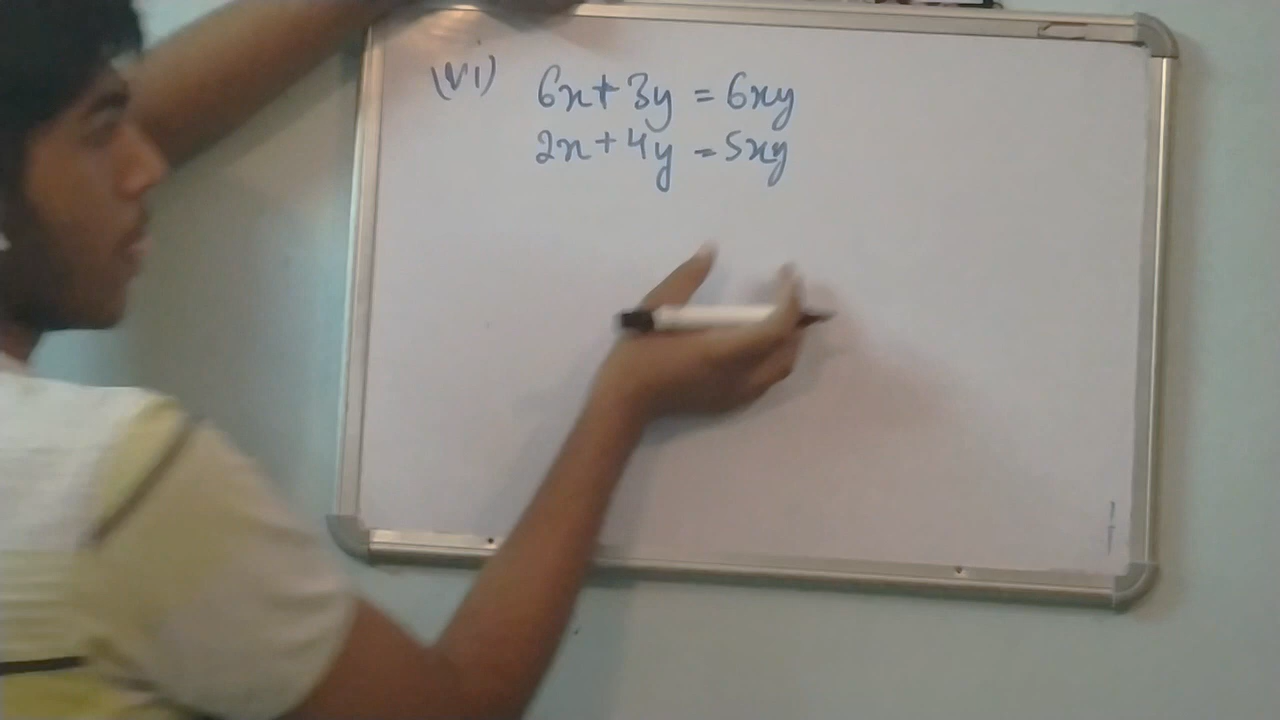 (VI) 6x + 3y = 6xy
2x + 4y = 5xy